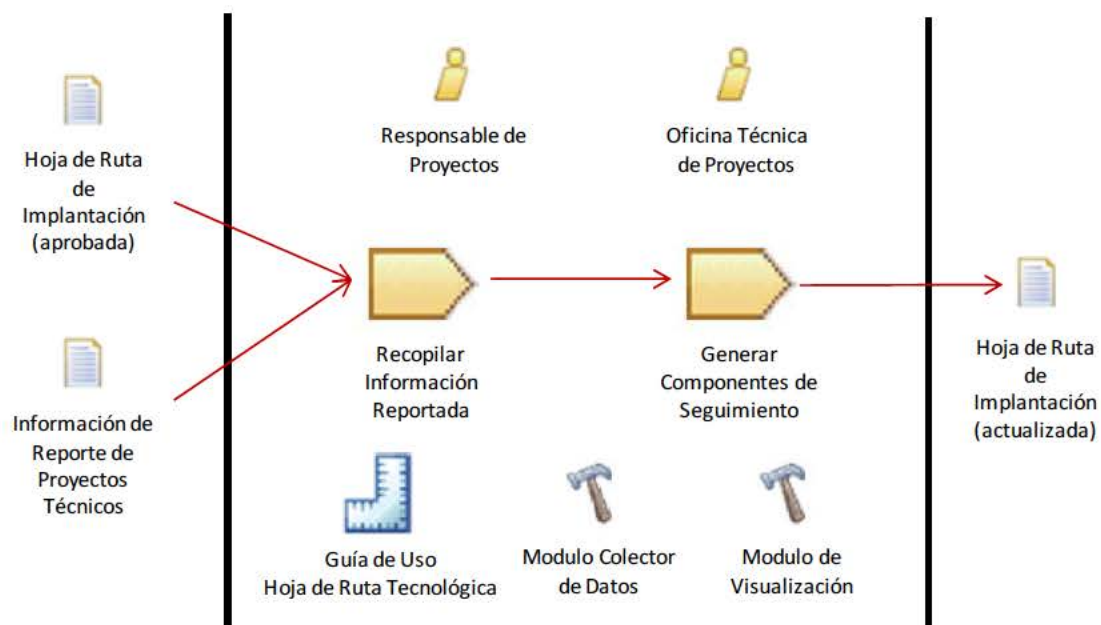 Hoja de Ruta
de
Implantación
(aprobada)
Información de
Reporte de
Proyectos
Técnicos
Responsable de
Proyectos
Oficina Técnica
de Proyectos
Recopilar
Información
Reportada
Generar
Componentes de
Seguimiento
Guía de Uso
Hoja de Ruta Tecnológica
Modulo Colector
de Datos
Modulo de
Visualización
Hoja de Ruta
de
Implantación
(actualizada)